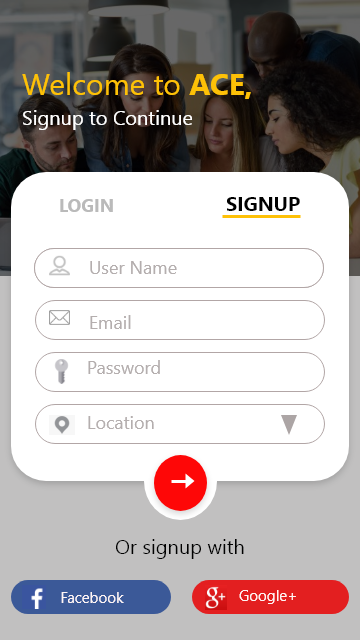 Welcome to ACE,
Signup to Continue
LOGIN
SIGNUP
User Name
Email
Password
Location
Or signup with
f Facebook
g+ Google+